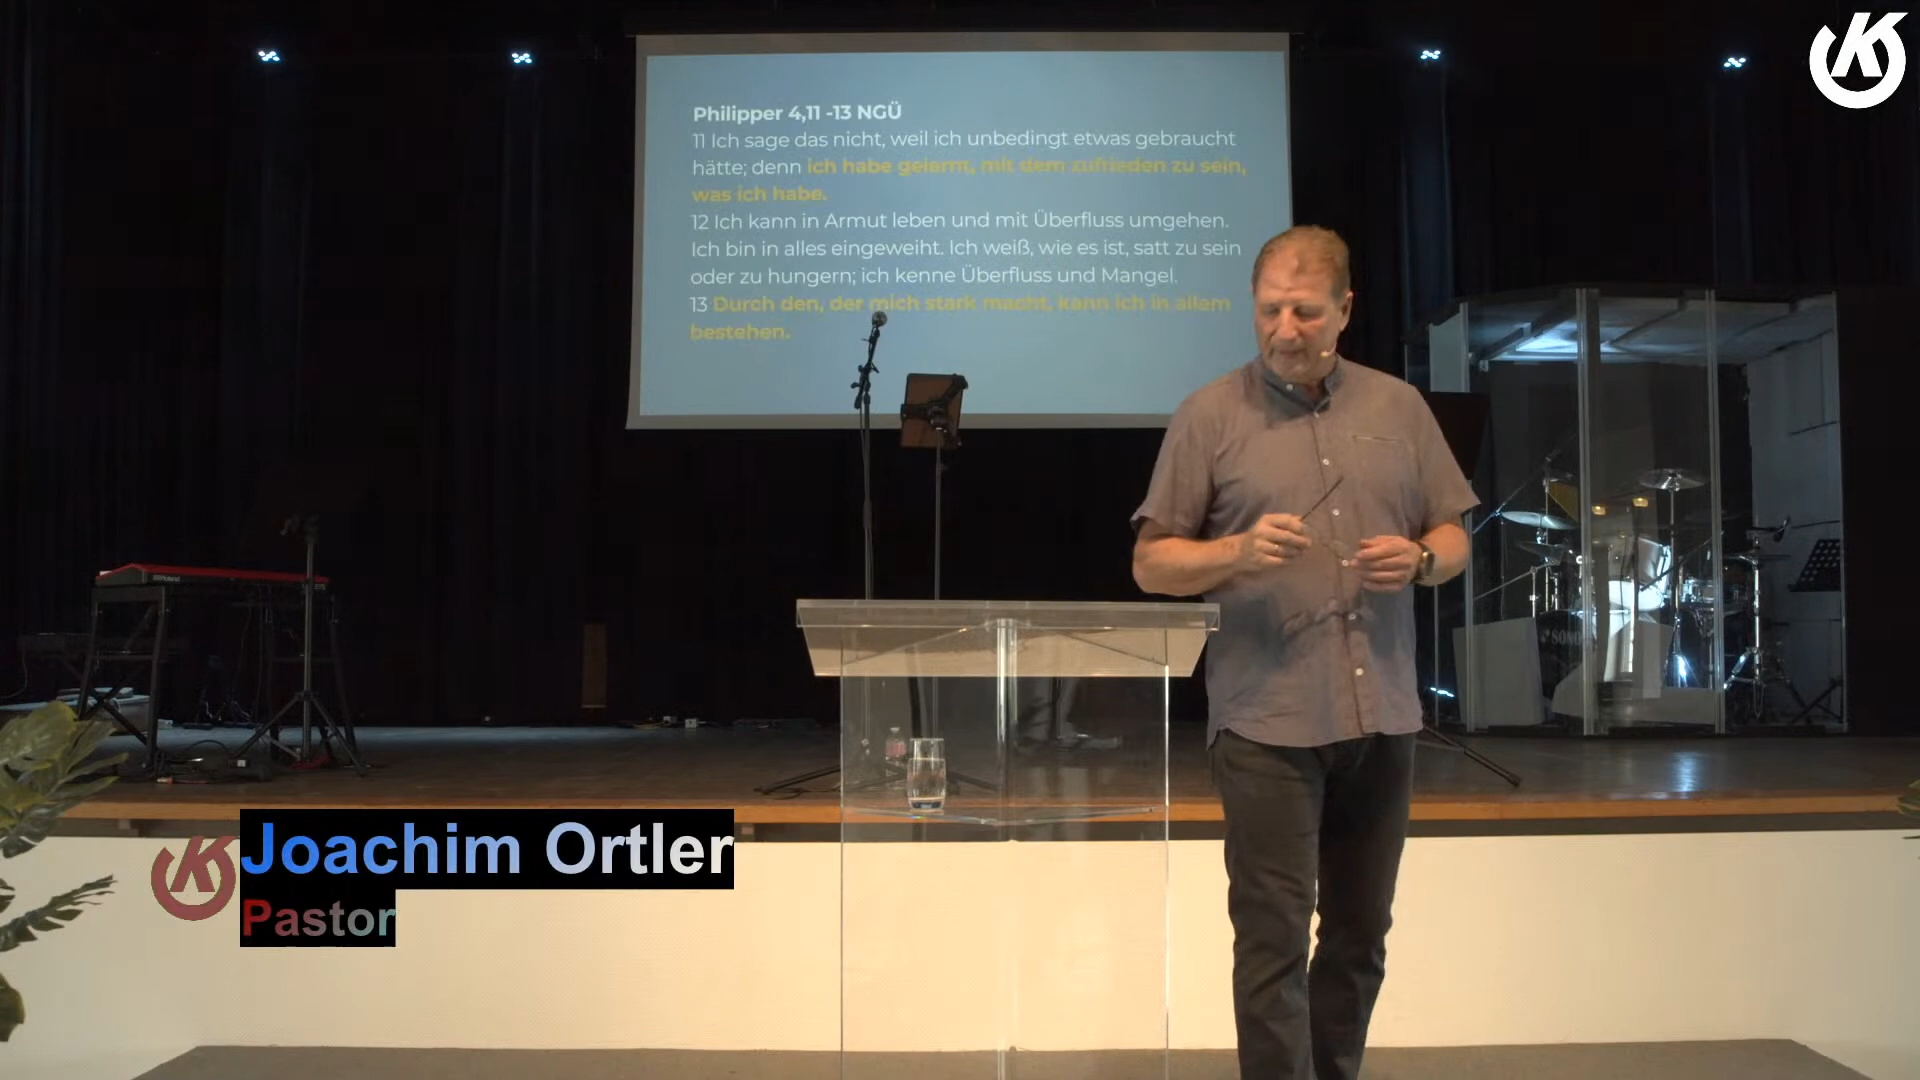 Philipper 4,11 -13 NGÜ
11 Ich sage das nicht, weil ich unbedingt etwas gebraucht
hätte; denn ich habe gelernt, mit dem zufrieden zu sein,
was ich habe.
12 Ich kann in Armut leben und mit Überfluss umgehen.
Ich bin in alles eingeweiht. Ich weiß, wie es ist, satt zu sein
oder zu hungern; ich kenne Überfluss und Mangel.
13 Durch den, der mich stark macht, kann ich in allem
bestehen.
Roland
Joachim Ortler
Pastor